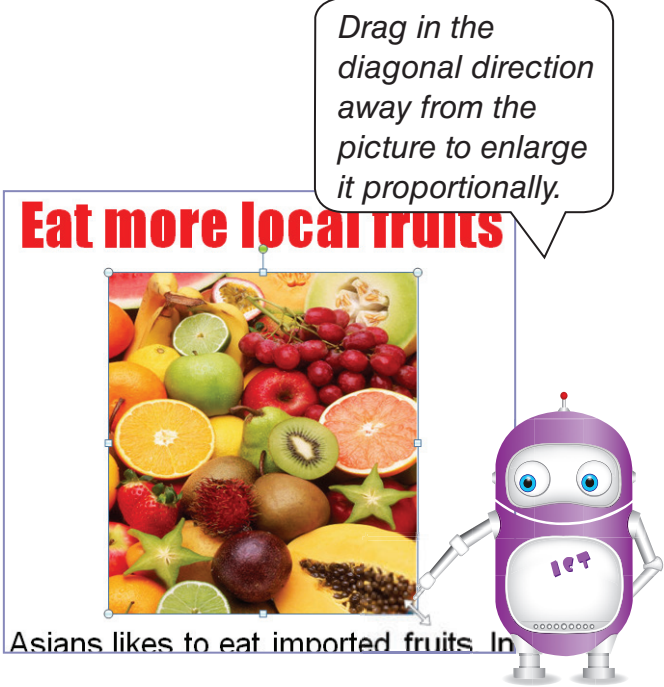 Drag in the
diagonal direction
away from the
picture to enlarge
it proportionally.
Eat more local fruits
Asians likes to eat imported fruits. In
ICT